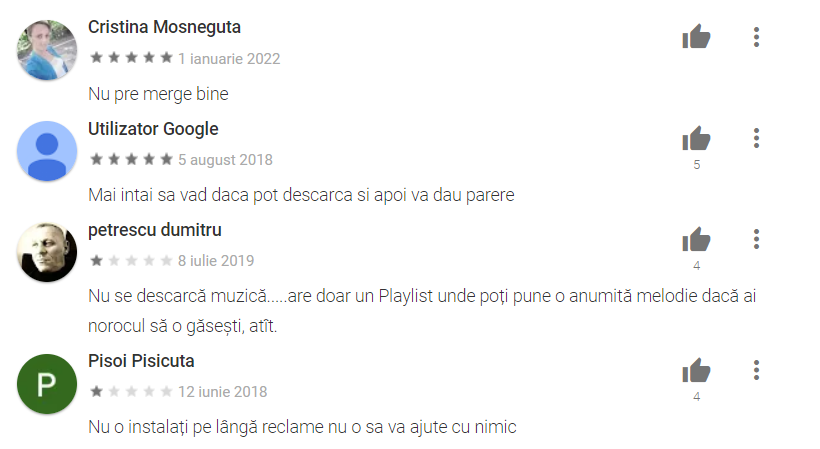 Cristina Mosneguta
1 ianuarie 2022
Nu pre merge bine
Utilizator Google
5 august 2018
5
Mai intai sa vad daca pot descarca si apoi va dau parere
petrescu dumitru
8 iulie 2019
4
Nu se descarcă muzică.....are doar un Playlist unde poți pune o anumită melodie dacă ai
norocul să o găsești, atît.
P
Pisoi Pisicuta
12 iunie 2018
4
Nu o instalați pe lângă reclame nu o sa va ajute cu nimic